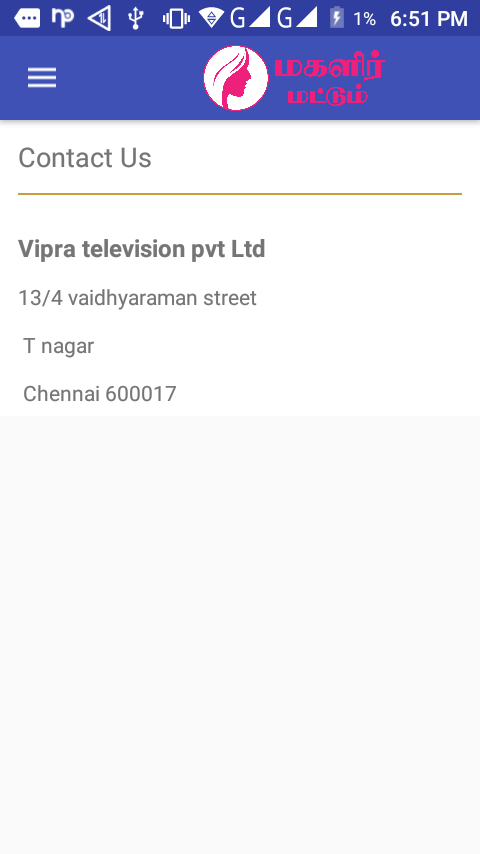 G G 1% 6:51 PM
மகளிர்
மட்டும்
Contact Us
Vipra television pvt Ltd
13/4 vaidhyaraman street
T nagar
Chennai 600017